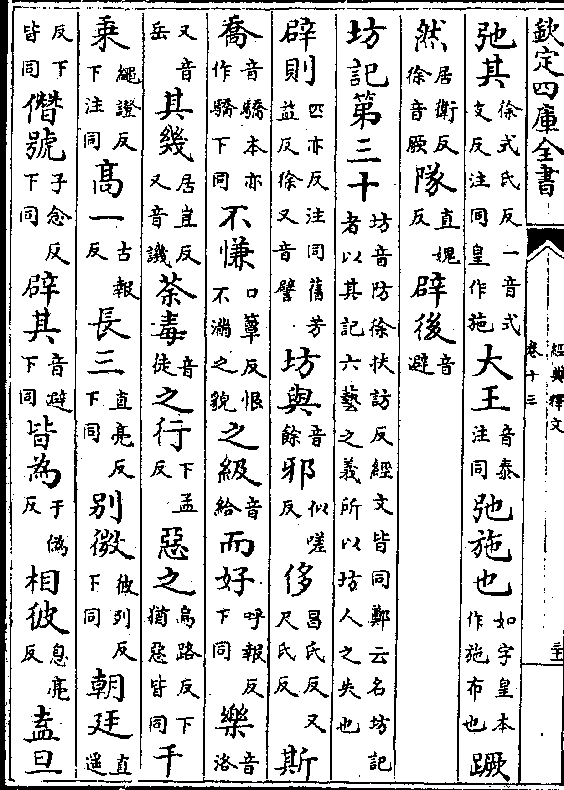 欽定四庫全書
經典釋文
卷十三
弛其徐式氏反一音式支反注同皇作施大王音泰注同弛施也如字皇本作施布也蹶
然居衛反徐音厥隊直媿反辟後音避
坊記第三十坊音防徐扶訪反經文皆同鄭云名坊記者以其記六藝之義所以坊人之失也
辟則匹亦反注同舊芳益反徐又音譬坊與音餘邪似嗟反侈昌氏反又尺氏反斯
喬音驕本亦作驕下同不慊口簟反恨不滿之貌之級音給而好呼報反下同樂音洛
又音岳其幾居豈反又音譏荼毒音徒之行下孟反惡之烏路反下猶惡皆同千
乘繩證反下注同高一古報反長三直亮反下同別微彼列反下同朝廷直遥
反下皆同僭號子念反下同辟其音避下同皆為于偽反相彼息亮反盍旦